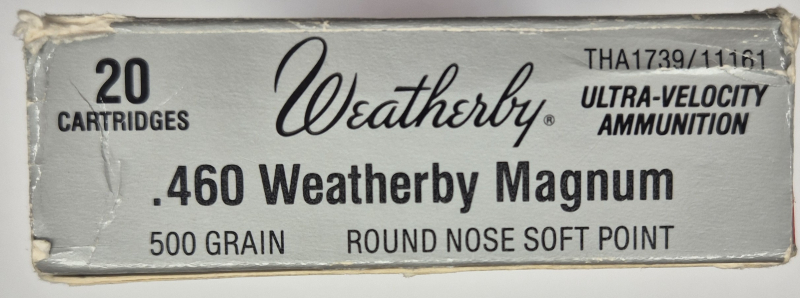 20
CARTRIDGES
Weatherby®
THA1739/11161
ULTRA-VELOCITY
AMMUNITION
.460 Weatherby Magnum
500 GRAIN ROUND NOSE SOFT POINT